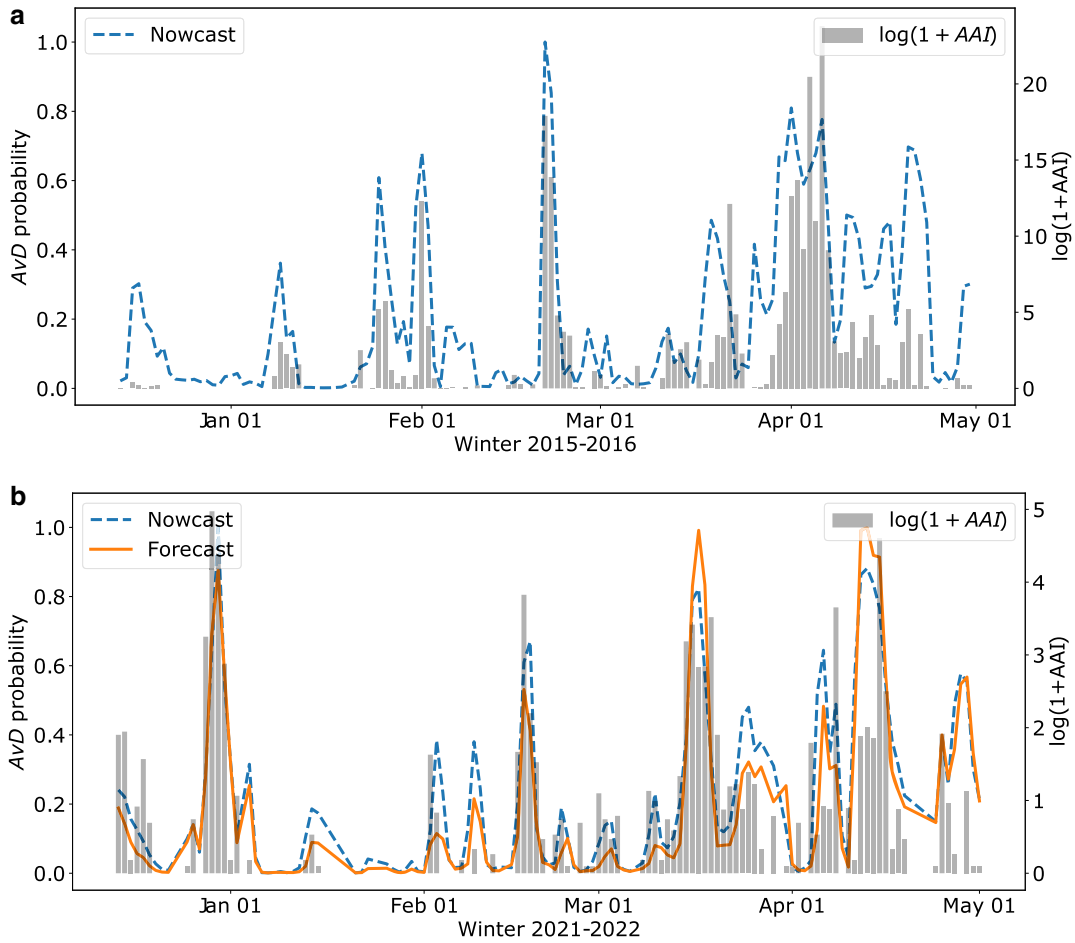 a
Nowcast
log(1 + AAI)
1.0
0.8
0.6
0.4
0.2
0.0
AvD probability
20
15
10
5
0
log(1+AAI)
Jan 01
Feb 01
Mar 01
Apr 01
May 01
Winter 2015-2016
b
Nowcast
Forecast
log(1 + AAI)
1.0
0.8
0.6
0.4
0.2
0.0
AvD probability
5
4
3
2
1
0
log(1+AAI)
Jan 01
Feb 01
Mar 01
Apr 01
May 01
Winter 2021-2022